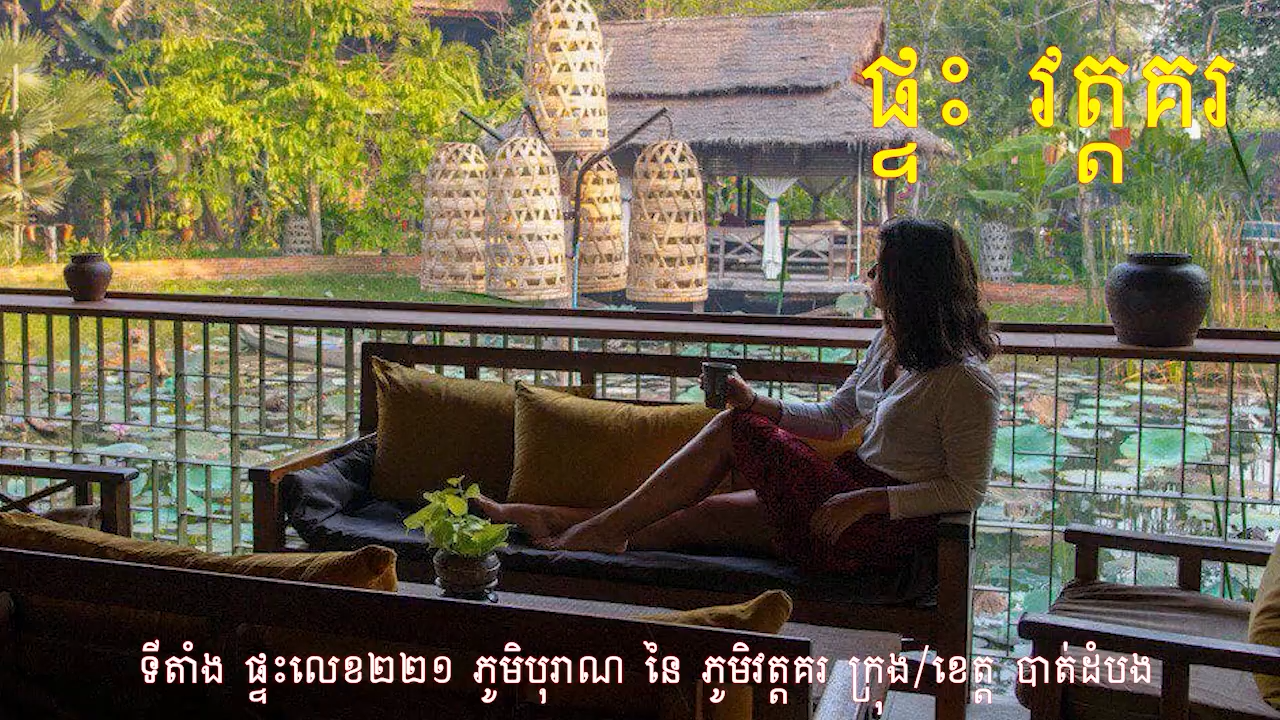 ផ្ទះ វត្តគរ
ទីតាំង ផ្ទះលេខ២២១ ភូមិបុរាណ នៃ ភូមិវត្តគរ ក្រុង/ខេត្ត បាត់ដំបង